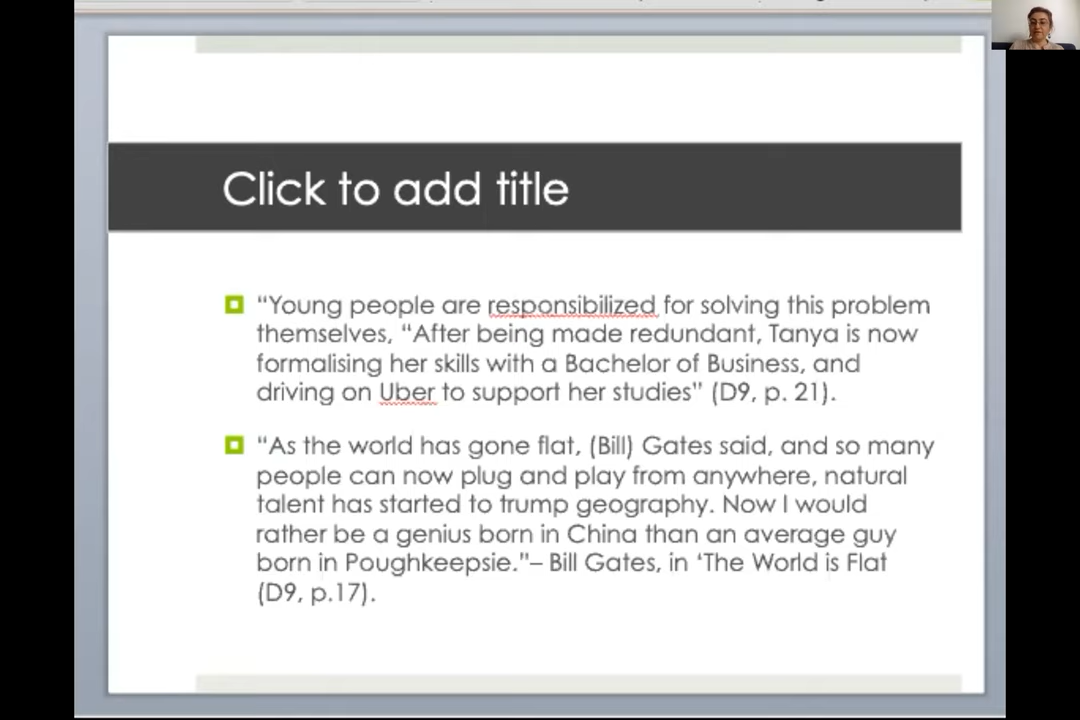 Click to add title
“Young people are responsibilized for solving this problem
themselves, “After being made redundant, Tanya is now
formalising her skills with a Bachelor of Business, and
driving on Uber to support her studies” (D9, p. 21).
“As the world has gone flat, (Bill) Gates said, and so many
people can now plug and play from anywhere, natural
talent has started to trump geography. Now I would
rather be a genius born in China than an average guy
born in Poughkeepsie.”– Bill Gates, in ‘The World is Flat
(D9, p.17).